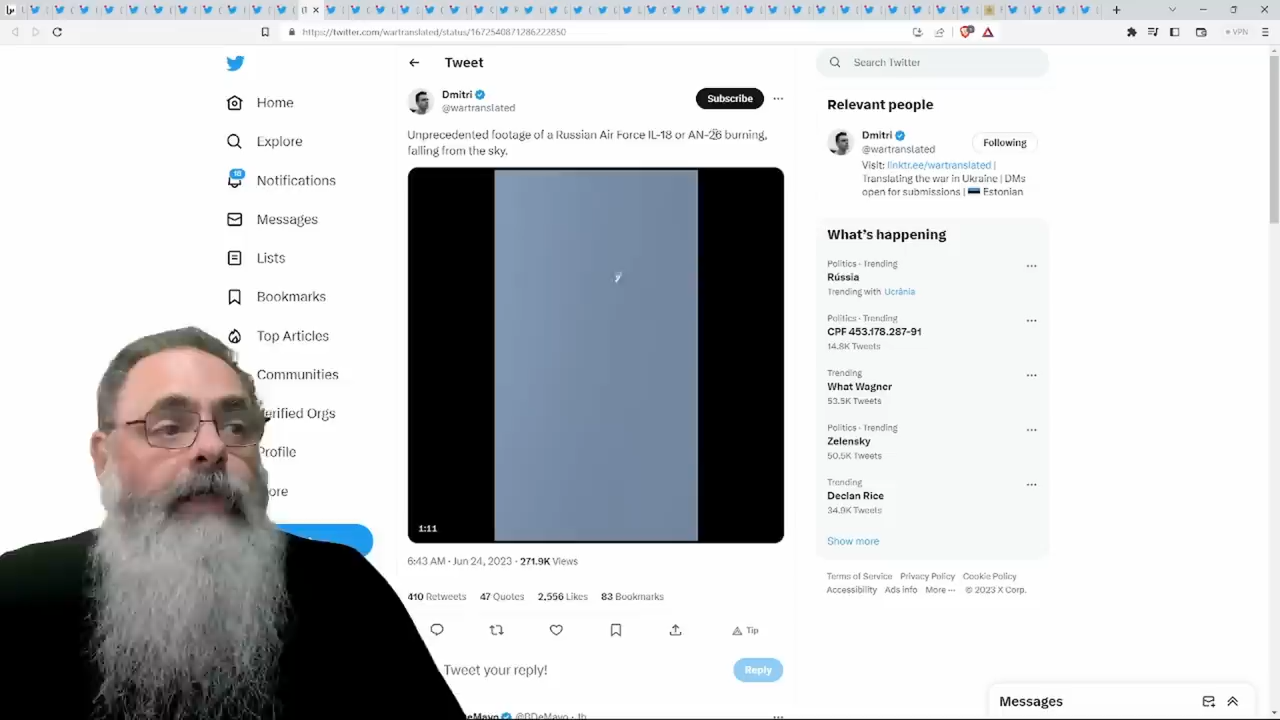 https://twitter.com/wartranslated/status/1672540871286222850
VPN
Tweet
Search Twitter
Home
Explore
18
Notifications
Messages
Lists
Bookmarks
Top Articles
Communities
erified Orgs
Profile
ore
Dmitri
@wartranslated
Subscribe
Unprecedented footage of a Russian Air Force IL-18 or AN-26 burning,
falling from the sky.
1:11
6:43 AM · Jun 24, 2023 · 271.9K Views
410 Retweets 47 Quotes 2,556 Likes 83 Bookmarks
Tip
Tweet your reply!
Reply
DeMayo @BDeMayo · 1h
Relevant people
Dmitri
@wartranslated
Following
Visit: linktr.ee/wartranslated |
Translating the war in Ukraine | DMs
open for submissions | Estonian
What's happening
Politics · Trending
Rússia
Trending with Ucrânia
Politics · Trending
CPF 453.178.287-91
14.8K Tweets
Trending
What Wagner
53.5K Tweets
Politics · Trending
Zelensky
50.5K Tweets
Trending
Declan Rice
34.9K Tweets
Show more
Terms of Service Privacy Policy Cookie Policy
Accessibility Ads info More ··· © 2023 X Corp.
Messages